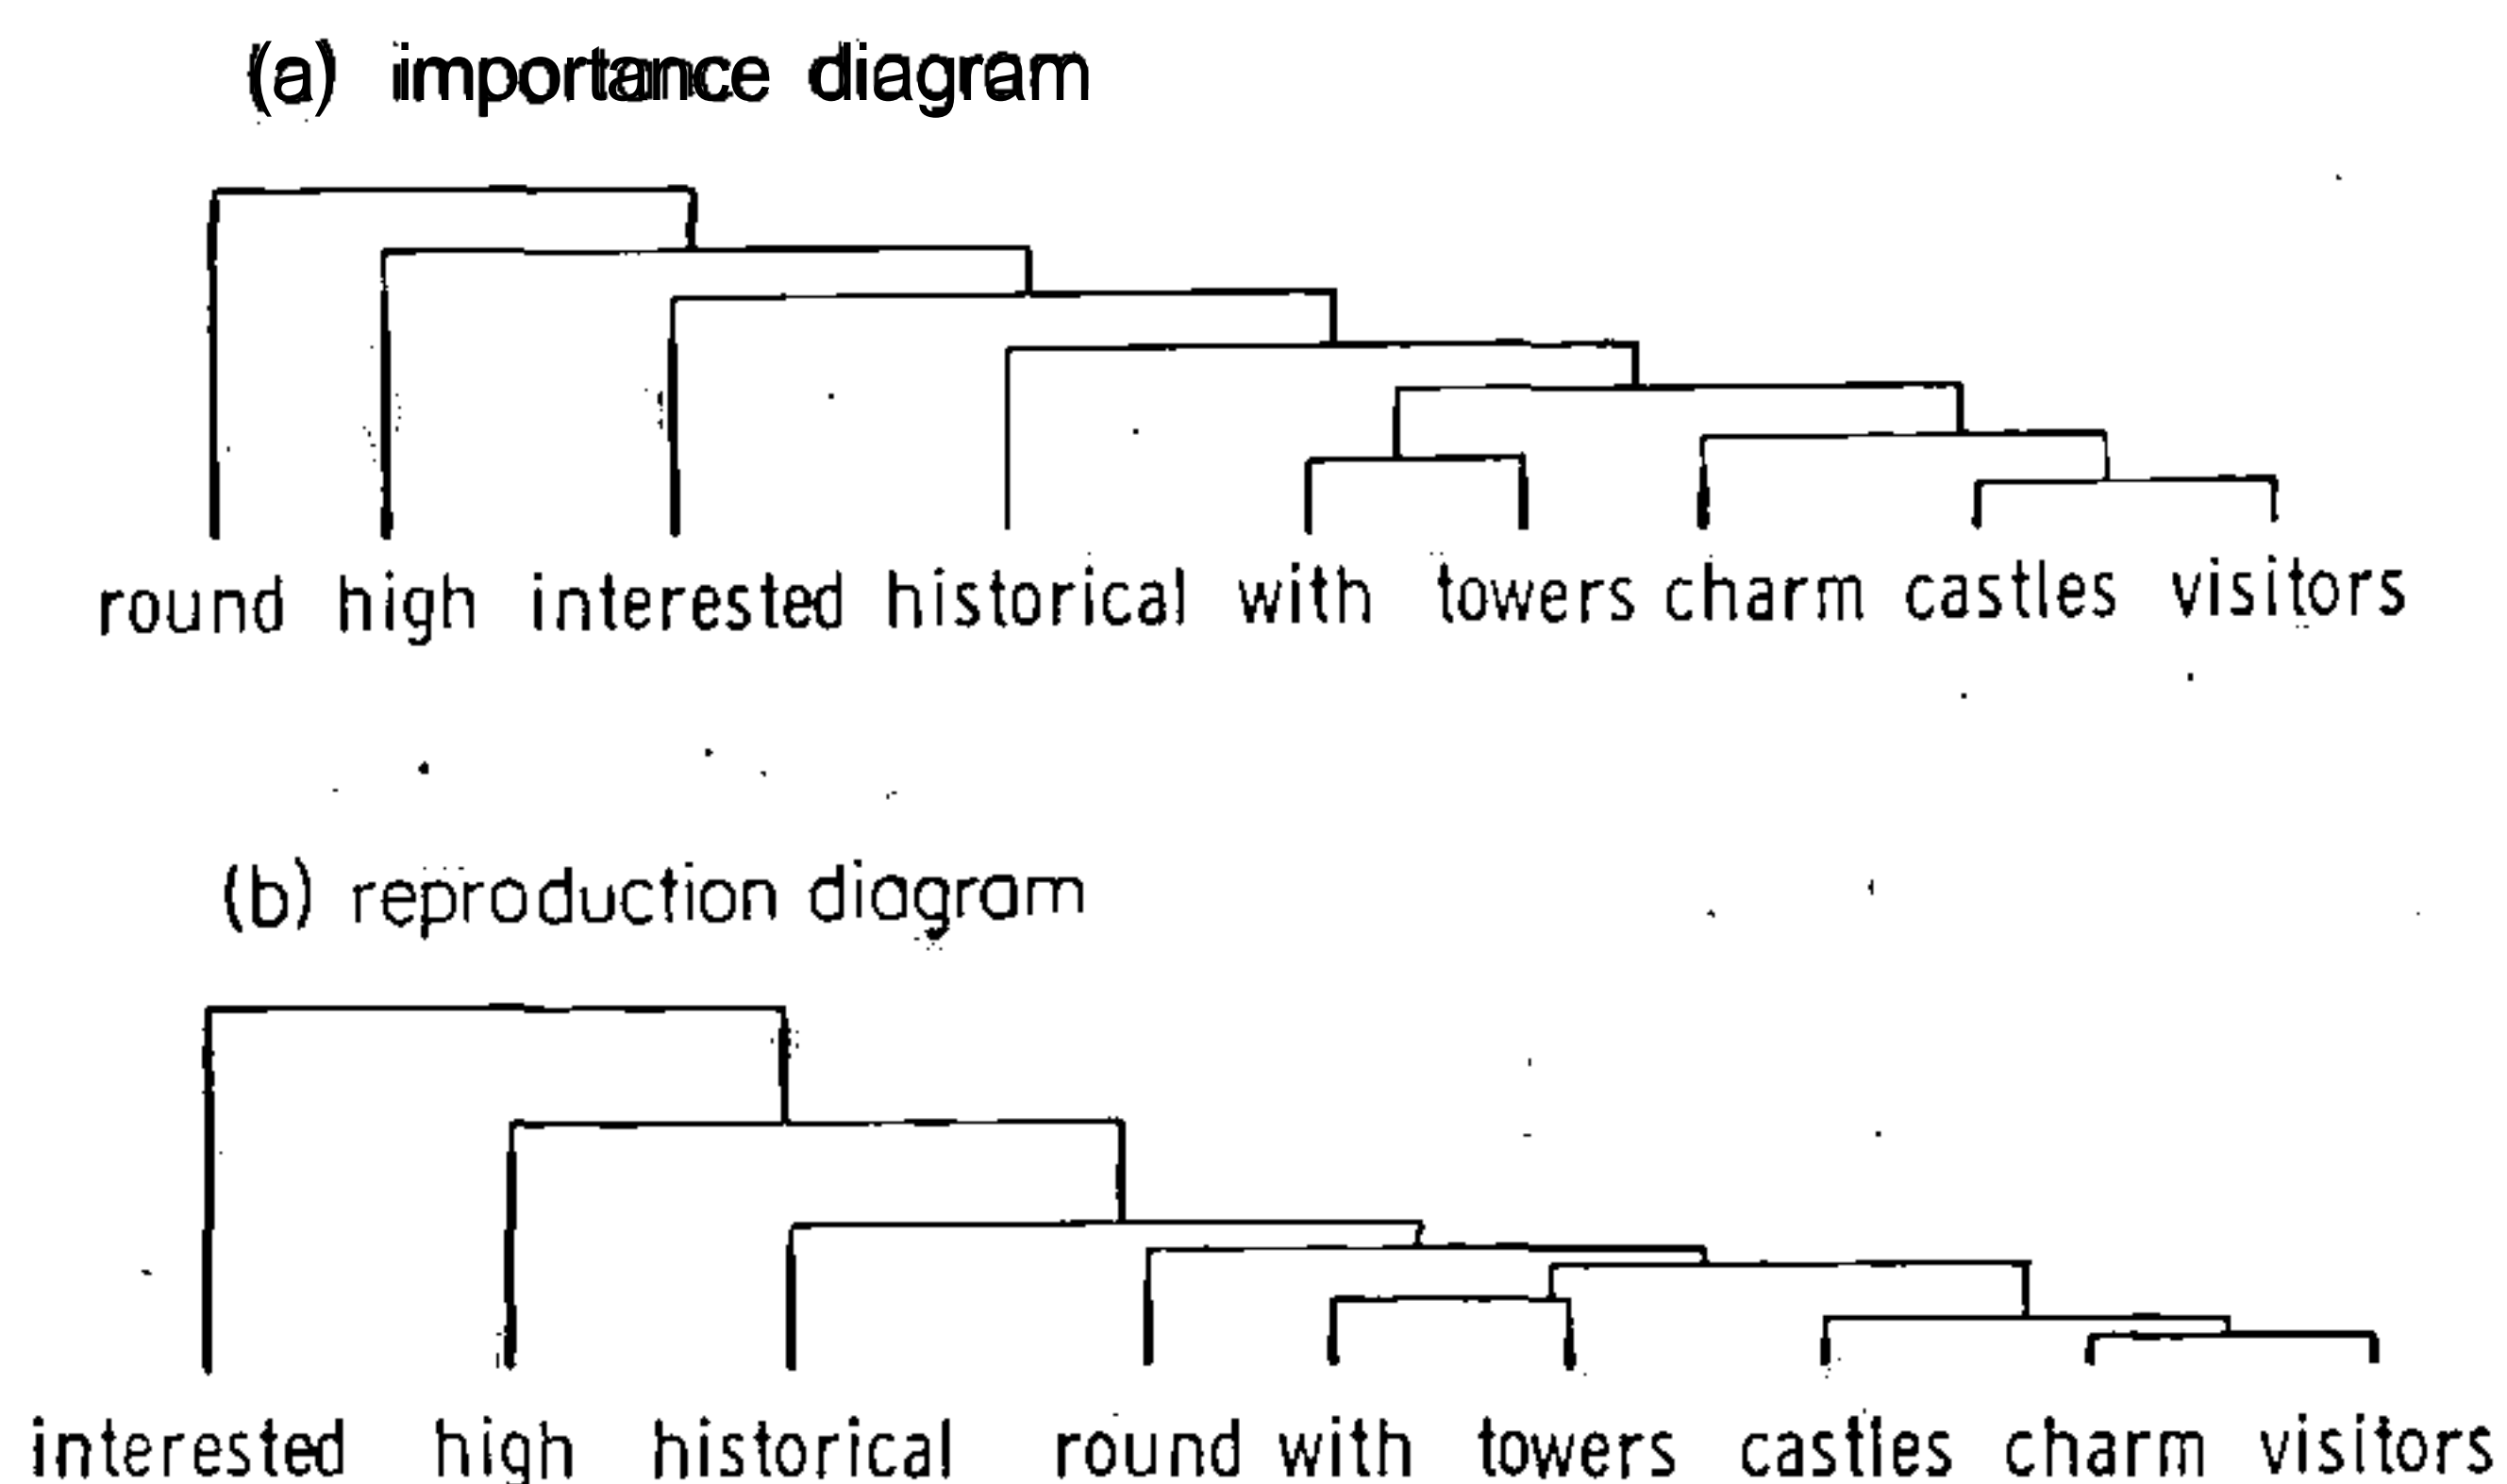 (a) importance diagram
round high interested historical with towers charm castles visitors
(b) reproduction diagram
interested high historical round with towers castles charm visitors